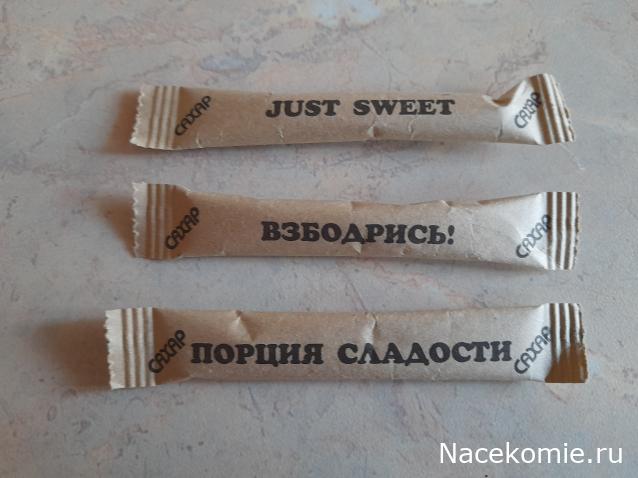 САХАР JUST SWEET САХАР
САХАР ВЗБОДРИСЬ! САХАР
САХАР ПОРЦИЯ СЛАДОСТИ САХАР
Nacekomie.ru